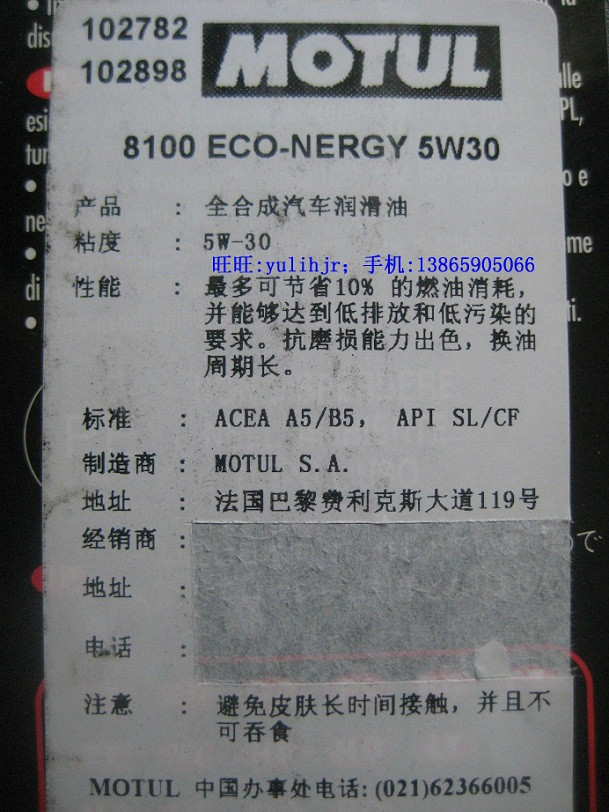 102782
102898
MOTUL
8100 ECO-NERGY 5W30
产品 : 全合成汽车润滑油
粘度 : 5W-30
旺旺:yulihjr; 手机:13865905066
性能 : 最多可节省10% 的燃油消耗,
并能够达到低排放和低污染的
要求。抗磨损能力出色, 换油
周期长。
标准 : ACEA A5/B5, API SL/CF
制造商 : MOTUL S.A.
地址 : 法国巴黎费利克斯大道119号
经销商 :
地址 :
电话 :
注意 : 避免皮肤长时间接触, 并且不
可吞食
MOTUL 中国办事处电话: (021)62366005